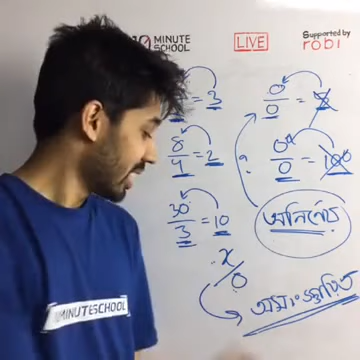 10 MINUTE
SCHOOL
LIVE
Supported by
robi
= 3
8/4 = 2
30/3 = 10
x/0
0/0 = 8
0/0 = 100
?
অনির্ণেয়
অসংজ্ঞায়িত
10 MINUTE SCHOOL